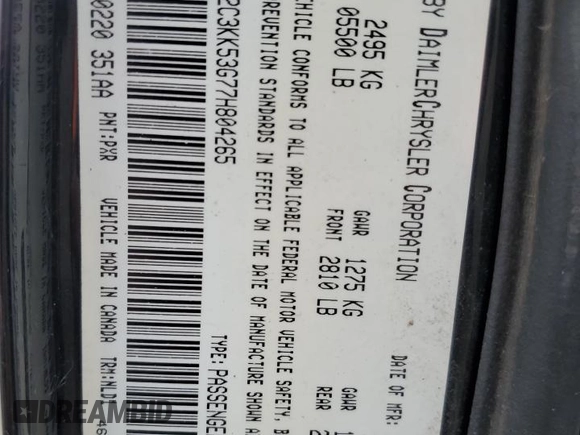 BY DAIMLERCHRYSLER CORPORATION
DATE OF MFR:
2495 KG
05500 LB
GAWR 1275 KG
FRONT 2810 LB
GAWR
REAR
VEHICLE CONFORMS TO ALL APPLICABLE FEDERAL MOTOR VEHICLE SAFETY, B
PREVENTION STANDARDS IN EFFECT ON THE DATE OF MANUFACTURE SHOWN A
2C3KK53G77H804265
TYPE: PASSENGE
0220 351AA PNT:PXR VEHICLE MADE IN CANADA TRM:NLD
DREAMBID